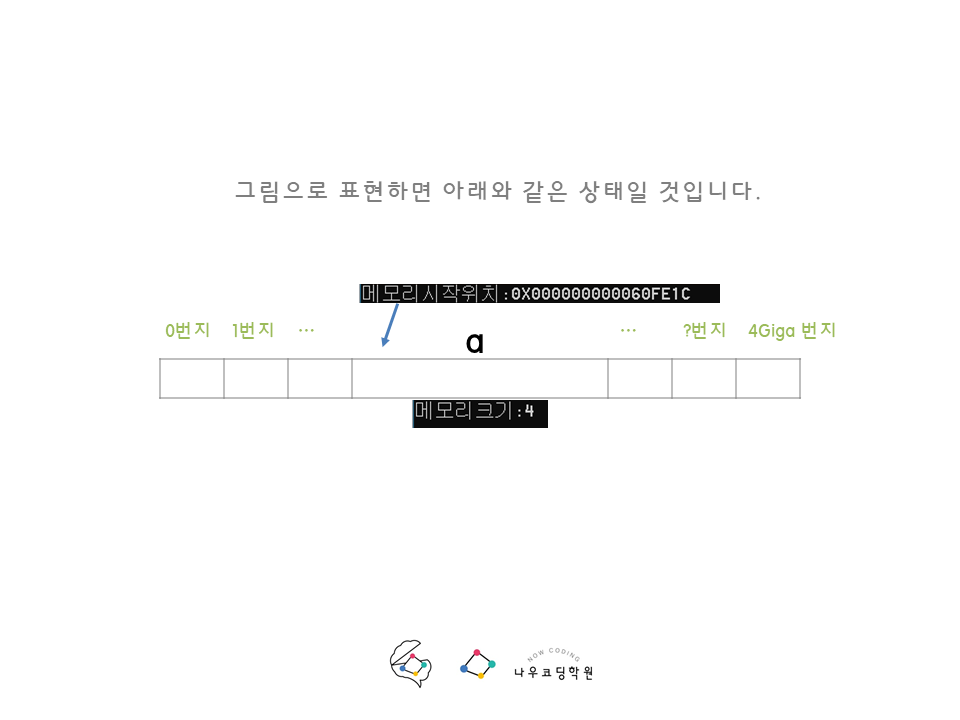 그림으로 표현하면 아래와 같은 상태일 것입니다.
메모리시작위치:0X000000000060FE1C
0번지 1번지 ... a ... ?번지 4Giga 번지
메모리크기:4
NOW CODING
나우코딩학원